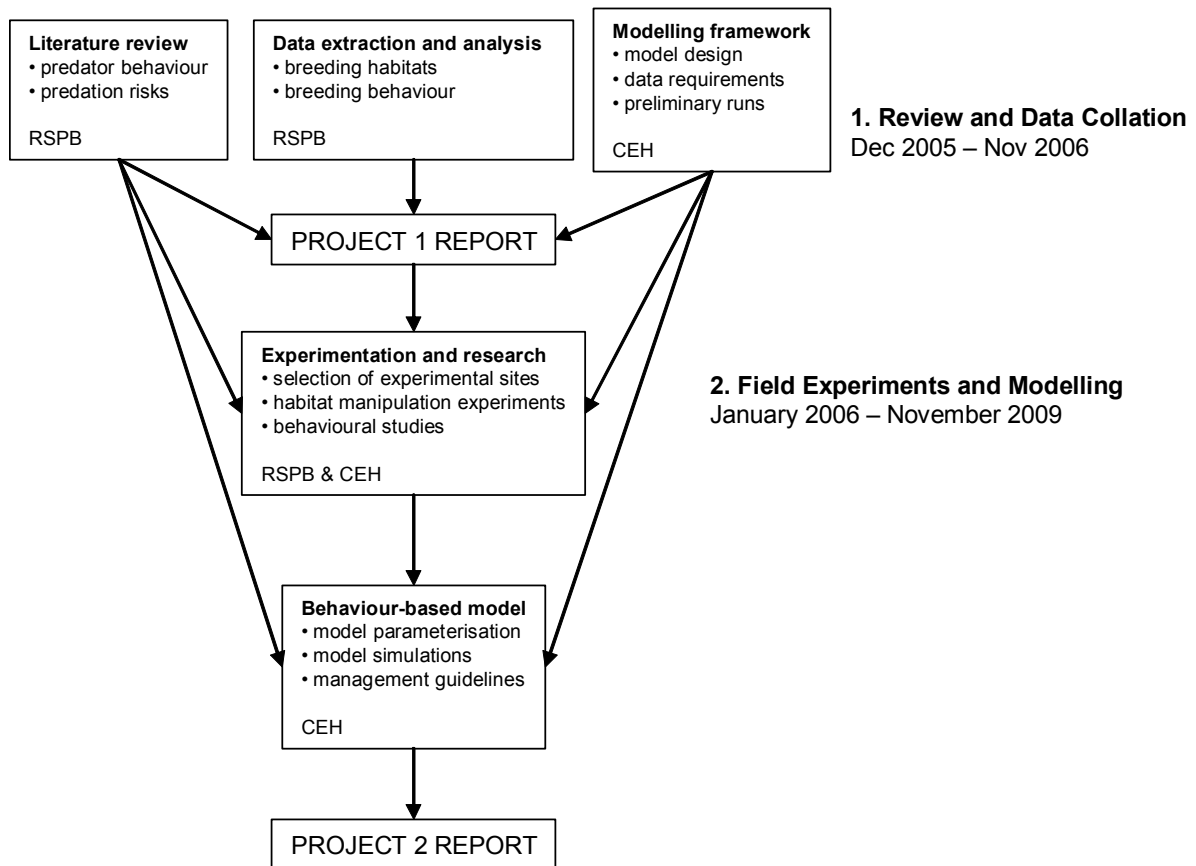 Literature review
• predator behaviour
• predation risks
RSPB
Data extraction and analysis
• breeding habitats
• breeding behaviour
RSPB
Modelling framework
• model design
• data requirements
• preliminary runs
CEH
1. Review and Data Collation
Dec 2005 – Nov 2006
PROJECT 1 REPORT
Experimentation and research
• selection of experimental sites
• habitat manipulation experiments
• behavioural studies
RSPB & CEH
2. Field Experiments and Modelling
January 2006 – November 2009
Behaviour-based model
• model parameterisation
• model simulations
• management guidelines
CEH
PROJECT 2 REPORT